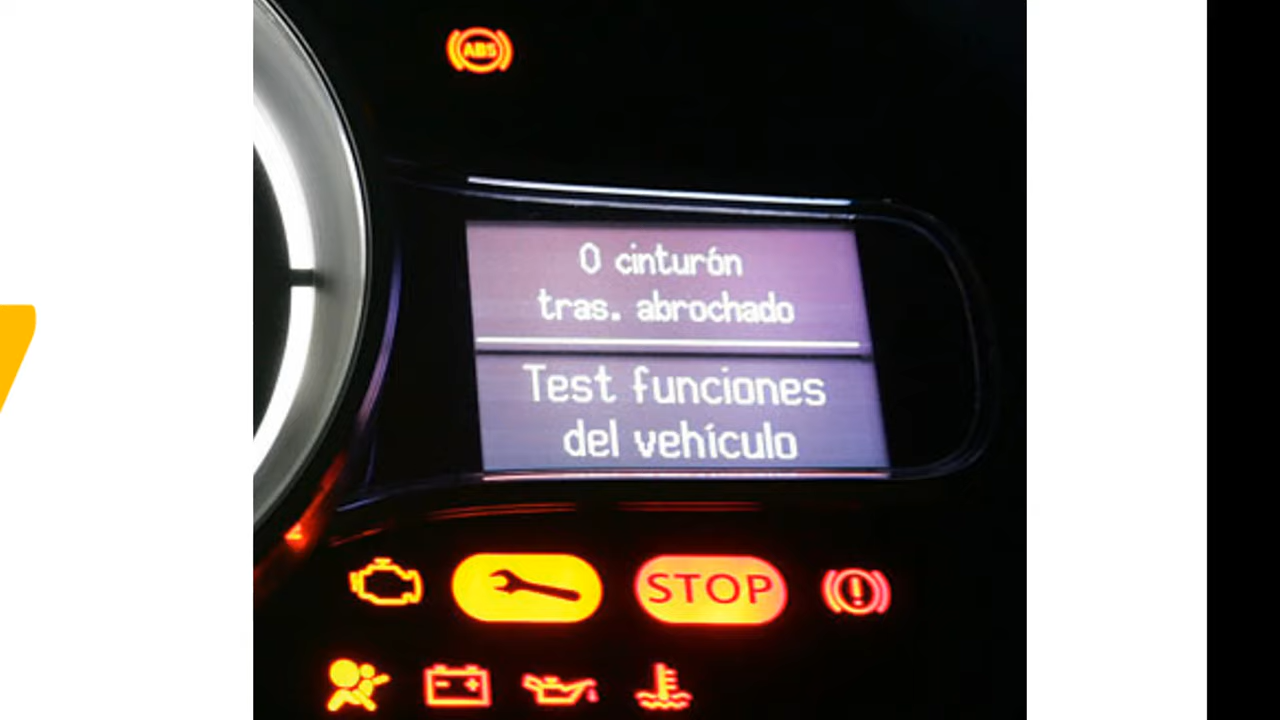 ABS
0 cinturón
tras. abrochado
Test funciones
del vehículo
STOP